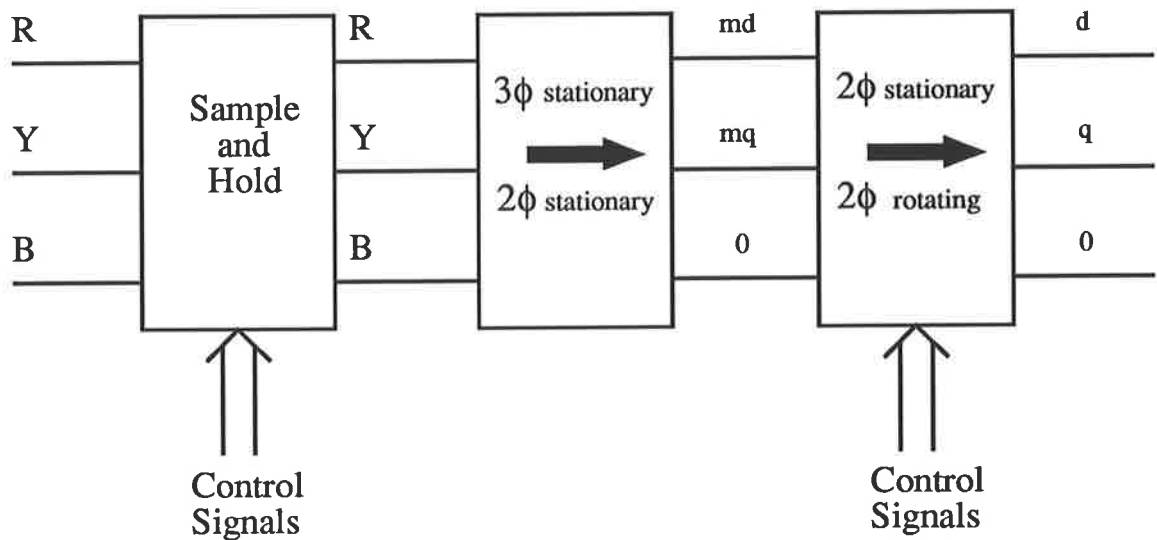 R
Y
B
Sample
and
Hold
Control
Signals
R
Y
B
3ϕ stationary
2ϕ stationary
md
mq
0
2ϕ stationary
2ϕ rotating
Control
Signals
d
q
0